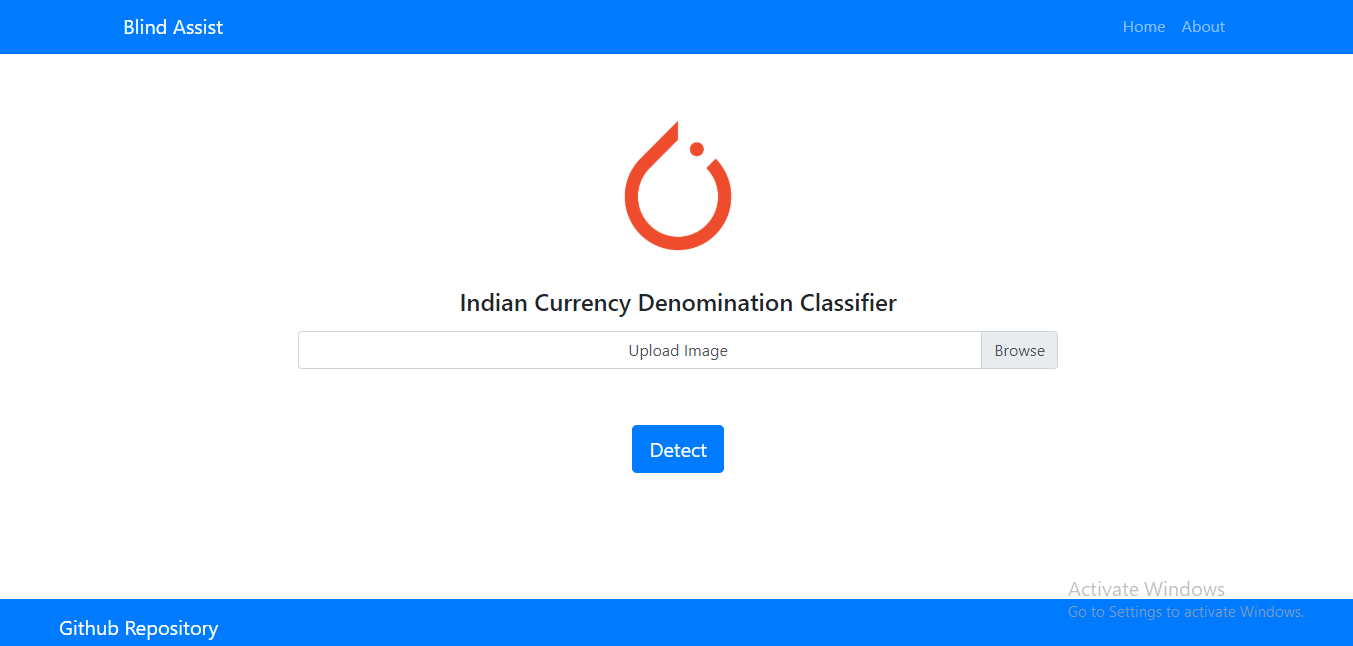 Blind Assist
Home
About
Indian Currency Denomination Classifier
Upload Image
Browse
Detect
Activate Windows
Go to Settings to activate Windows.
Github Repository